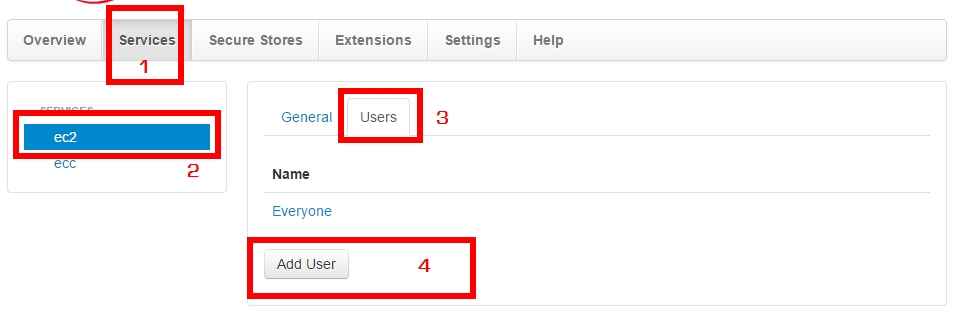 Overview Services Secure Stores Extensions Settings Help
1
SERVICES
ec2
ecc
2
General Users 3
Name
Everyone
Add User 4